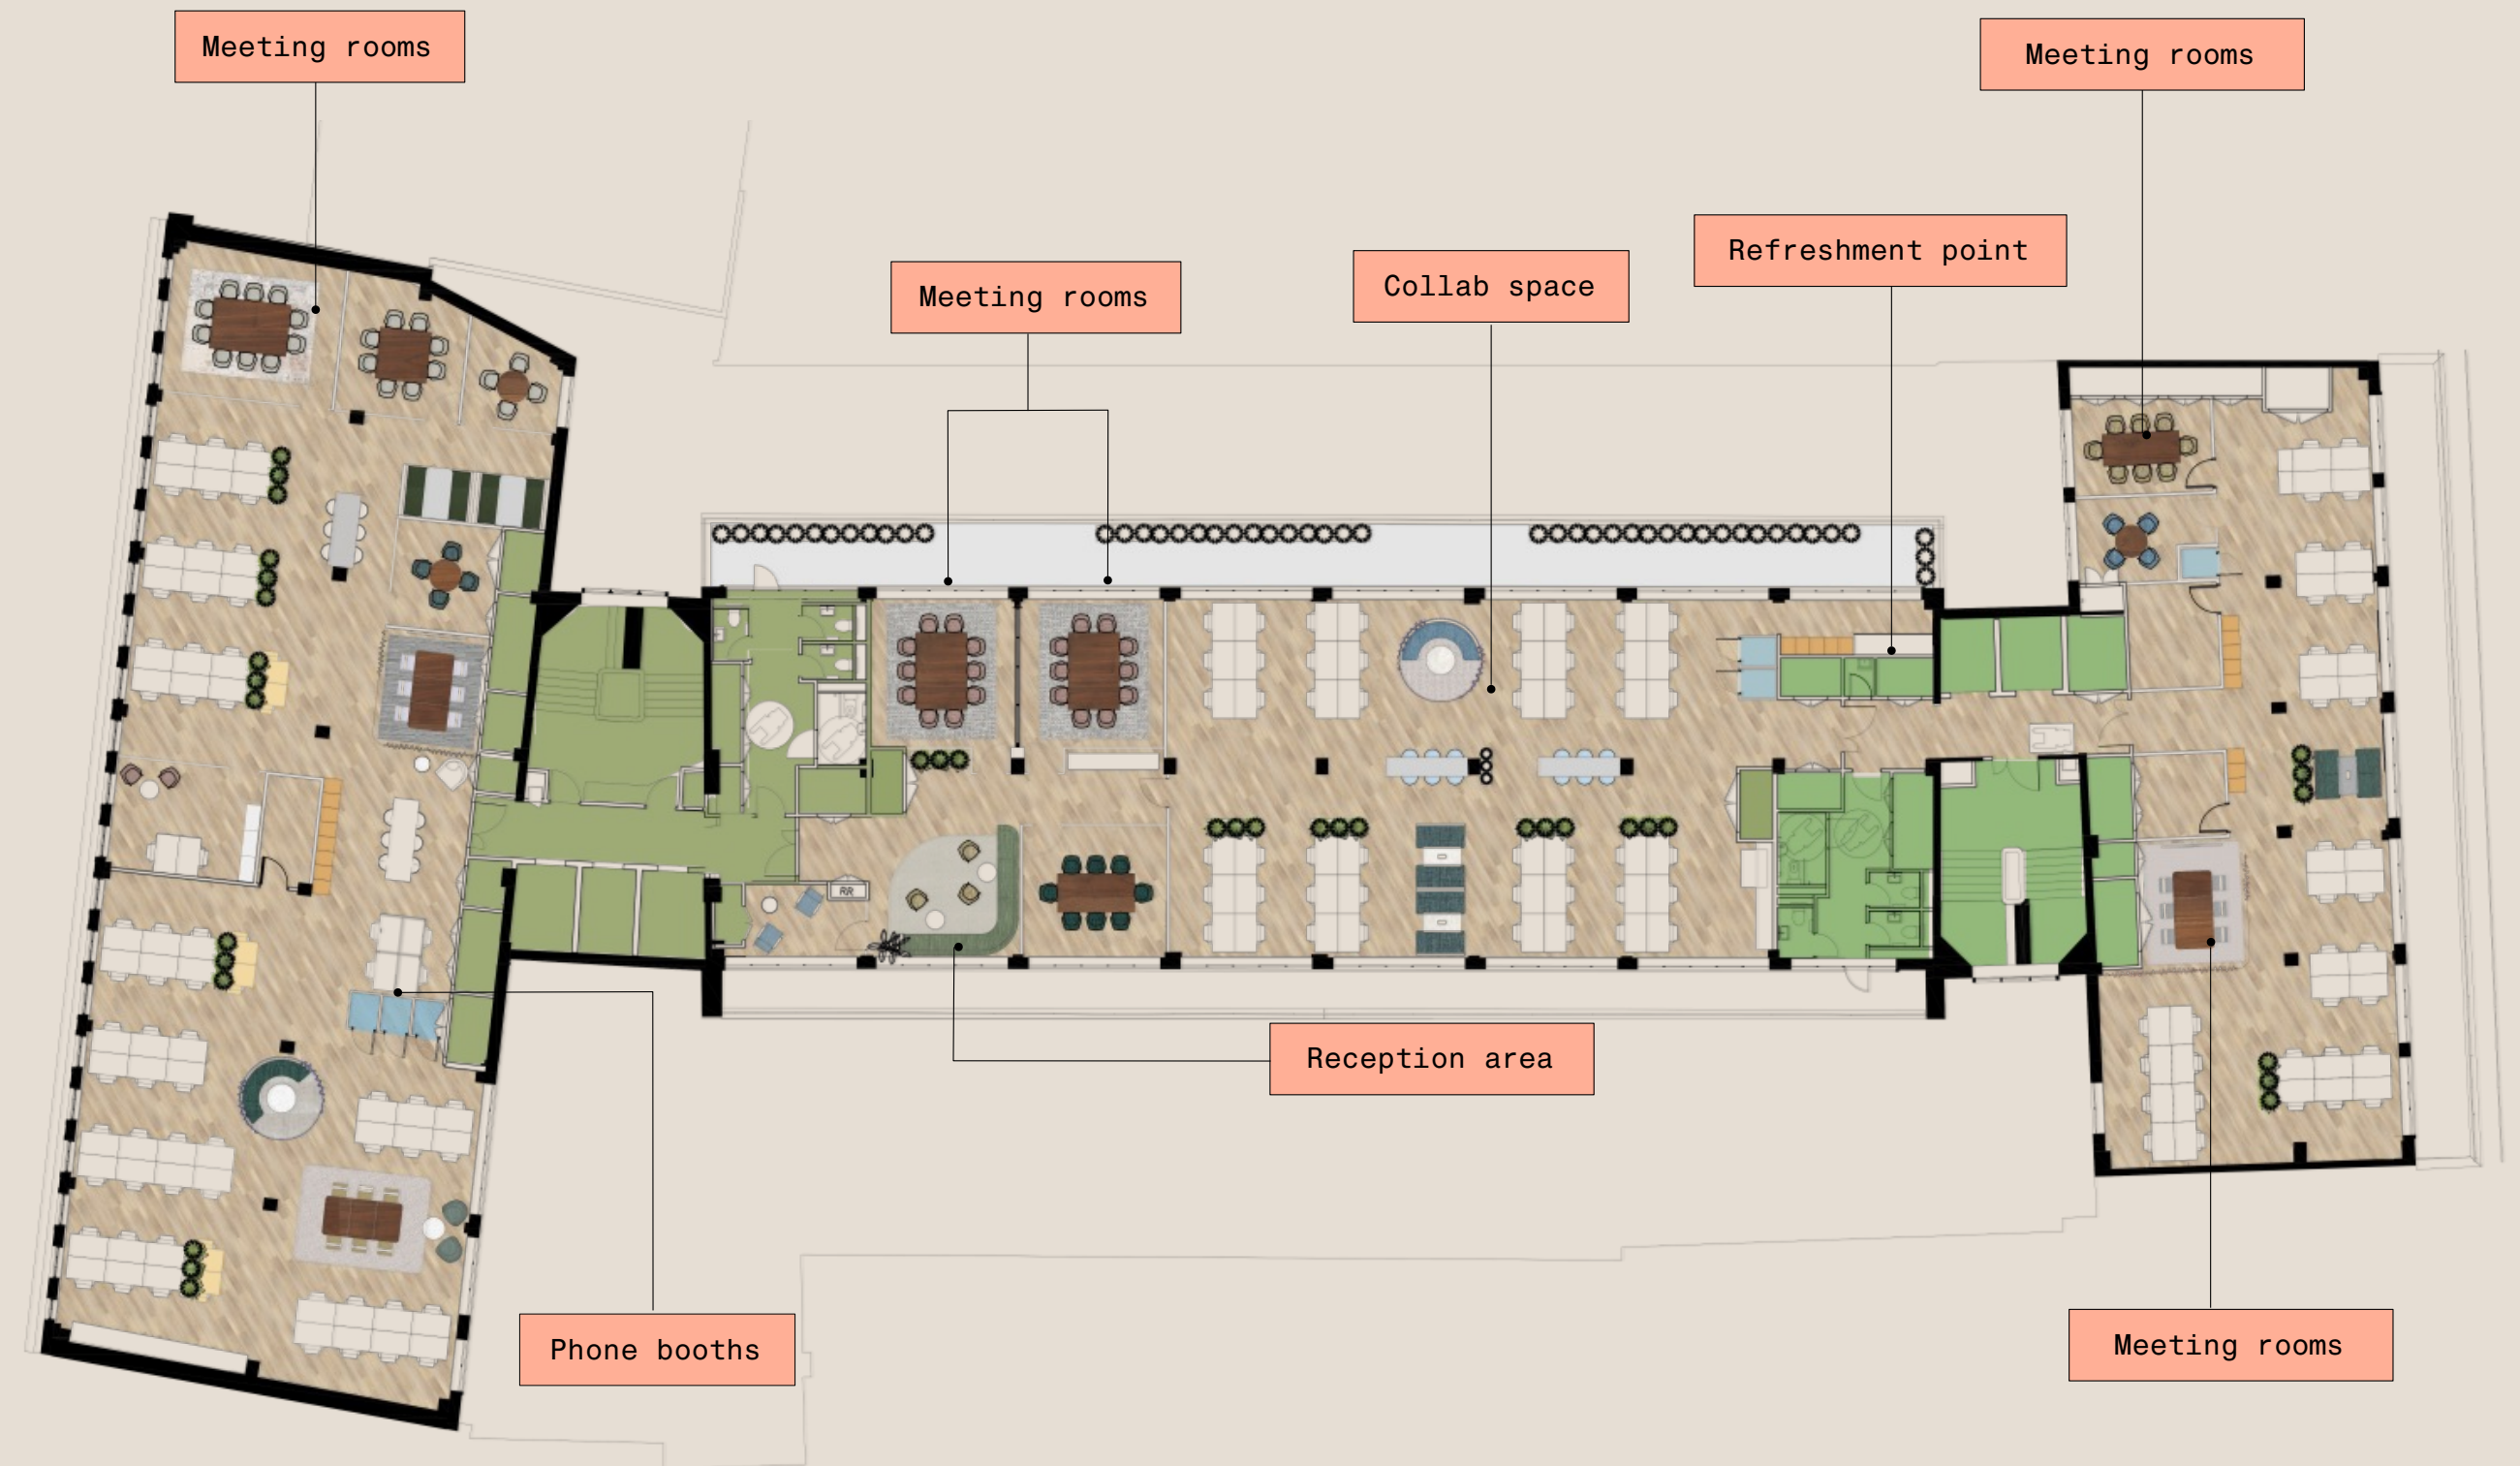 Meeting rooms
Meeting rooms
Refreshment point
Collab space
Meeting rooms
RR
Reception area
Phone booths
Meeting rooms